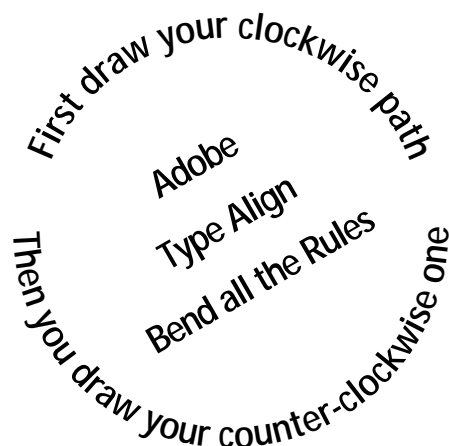 First draw your clockwise path
Adobe
Type Align
Bend all the Rules
Then you draw your counter-clockwise one